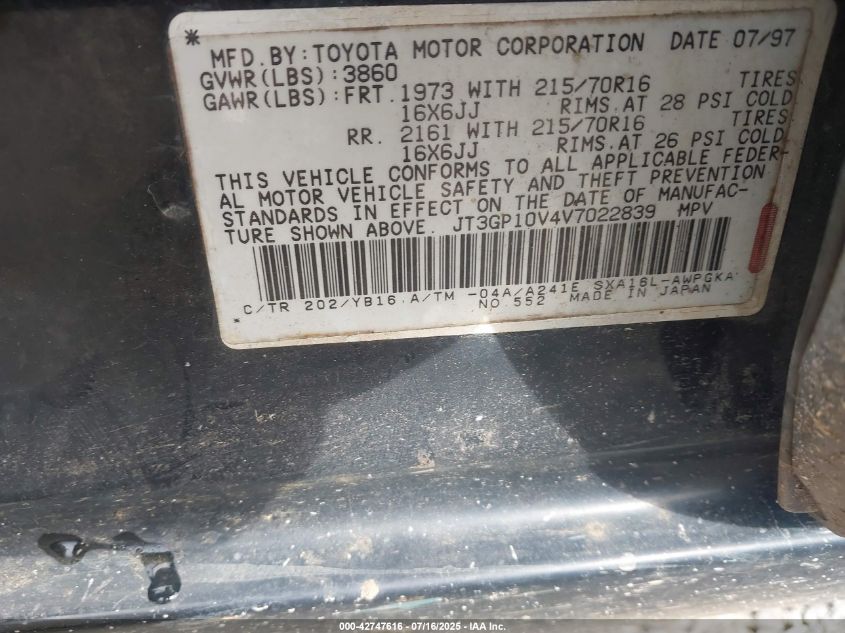 * MFD.BY:TOYOTA MOTOR CORPORATION DATE 07/97
GVWR(LBS):3860
GAWR(LBS):FRT.1973 WITH 215/70R16 TIRES
16X6JJ RIMS.AT 28 PSI COLD
RR. 2161 WITH 215/70R16 TIRES
16X6JJ RIMS.AT 26 PSI COLD.
THIS VEHICLE CONFORMS TO ALL APPLICABLE FEDER-
AL MOTOR VEHICLE SAFETY AND THEFT PREVENTION
STANDARDS IN EFFECT ON THE DATE OF MANUFAC-
TURE SHOWN ABOVE. JT3GP10V4V7022839 MPV
C/TR 202/YB16 A/TM -04A/A241E SXA16L-AWPGKA
* NO.552 MADE IN JAPAN
000-42747616 - 07/16/2025 - IAA Inc.